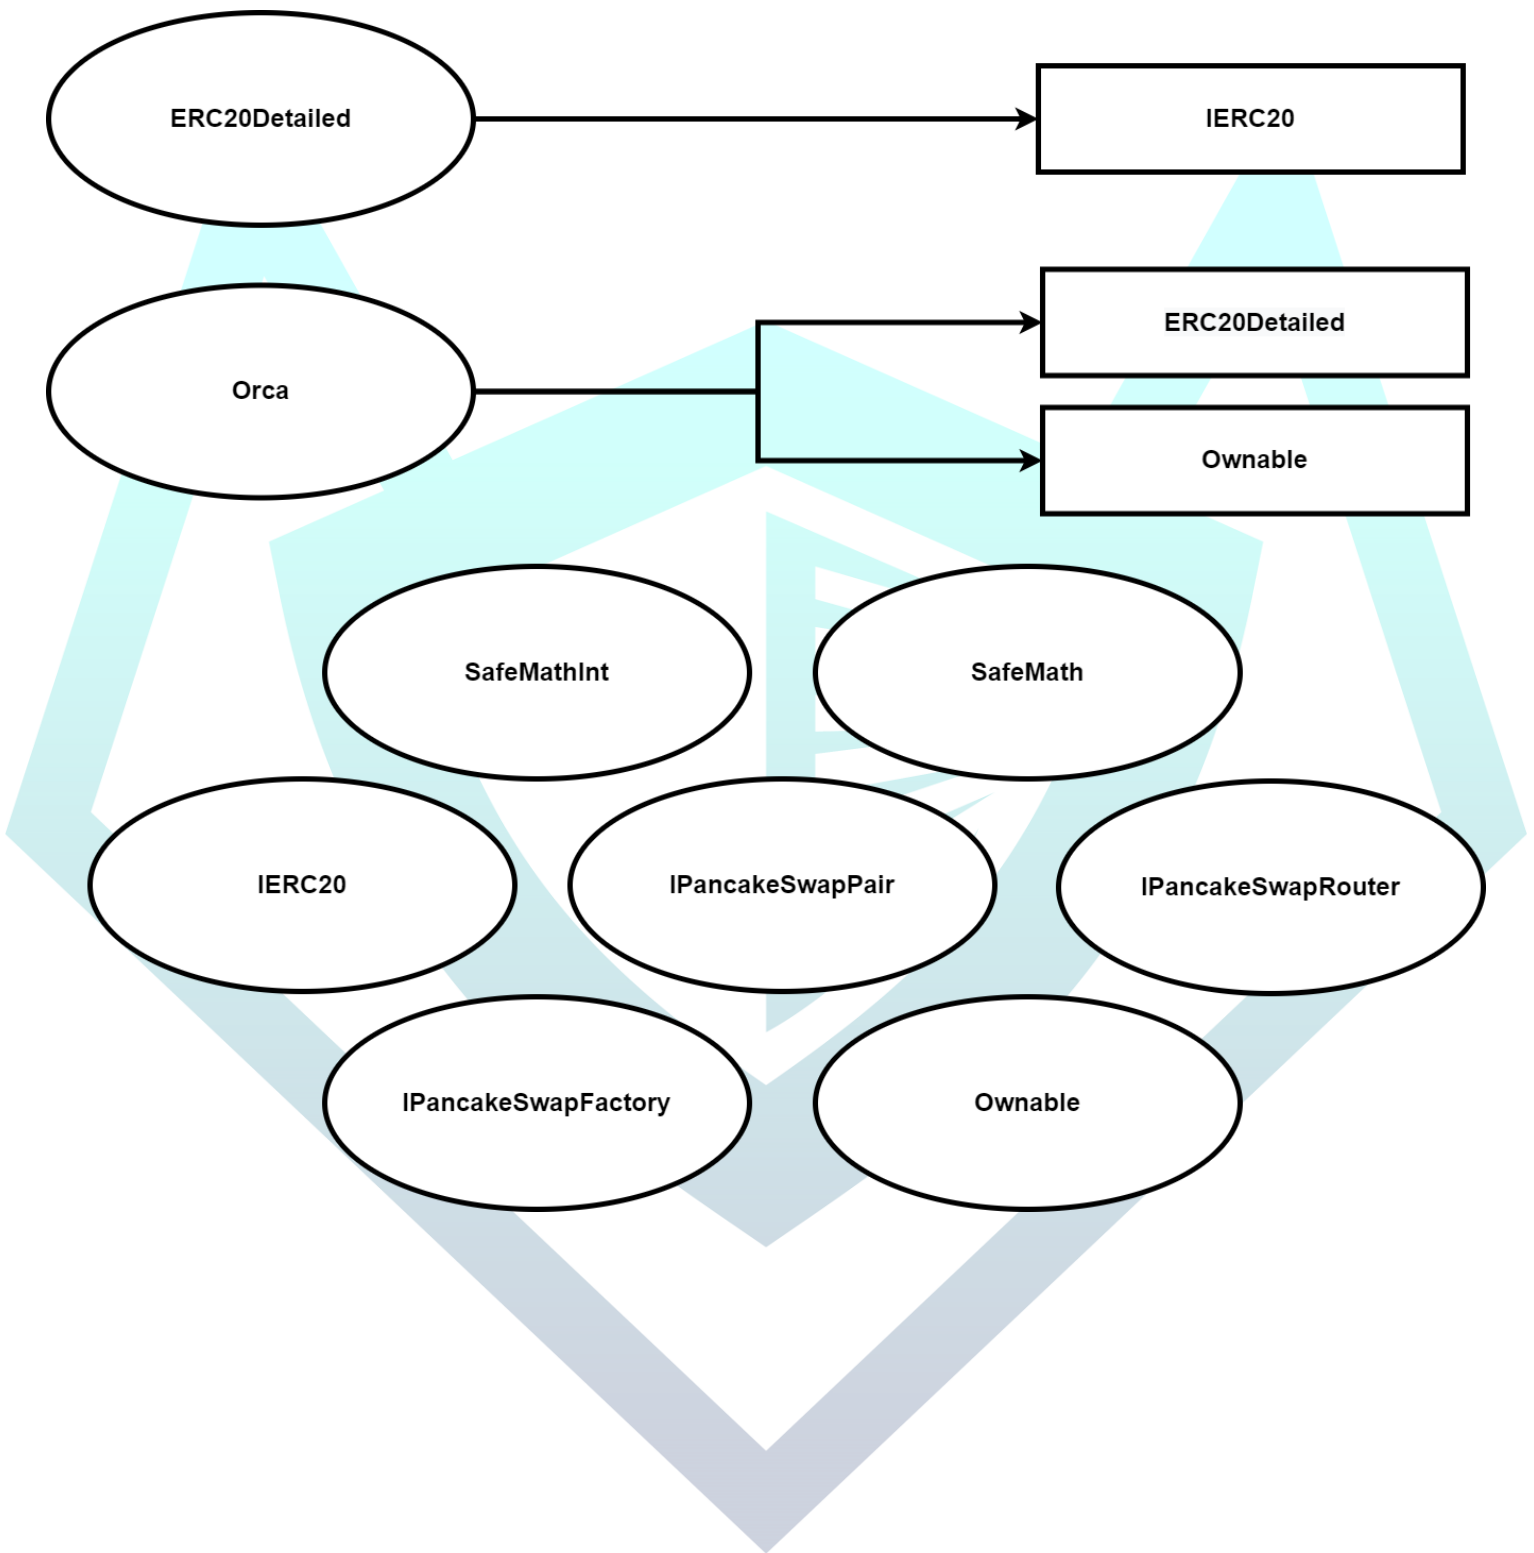 ERC20Detailed
IERC20
Orca
ERC20Detailed
Ownable
SafeMathInt
SafeMath
IERC20
IPancakeSwapPair
IPancakeSwapRouter
IPancakeSwapFactory
Ownable